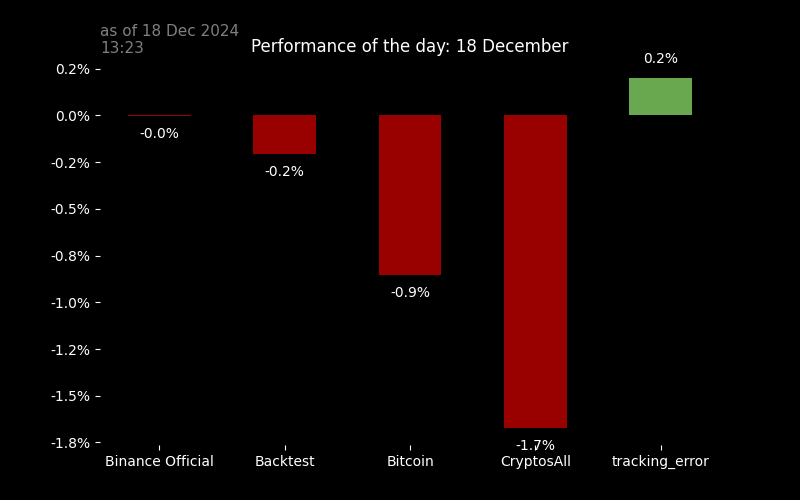 as of 18 Dec 2024
13:23
Performance of the day: 18 December
0.2%
0.0%
-0.2%
-0.5%
-0.8%
-1.0%
-1.2%
-1.5%
-1.8%
-0.0%
-0.2%
-0.9%
-1.7%
0.2%
Binance Official
Backtest
Bitcoin
CryptosAll
tracking_error